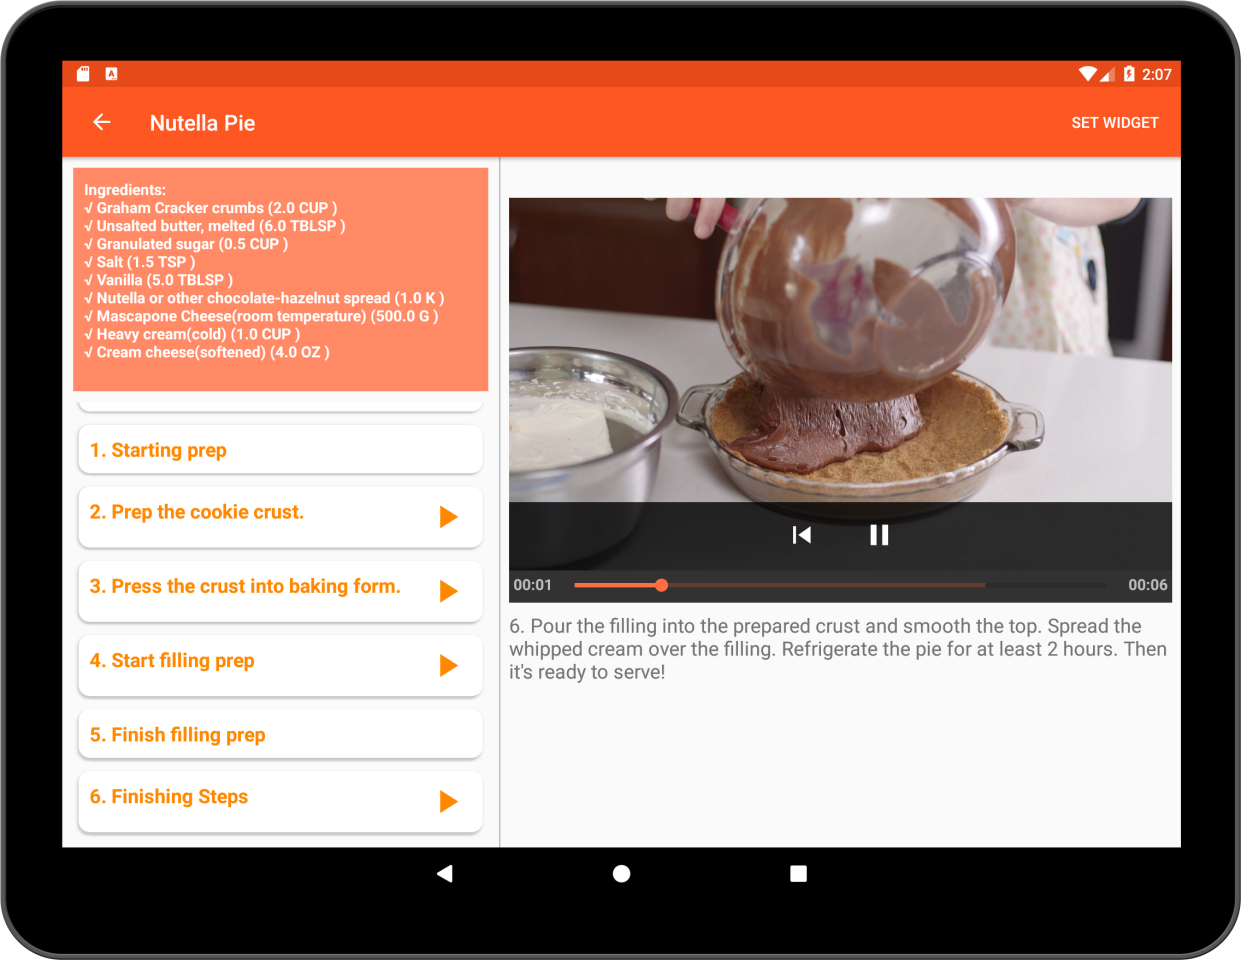 2:07
Nutella Pie
SET WIDGET
Ingredients:
√ Graham Cracker crumbs (2.0 CUP )
√ Unsalted butter, melted (6.0 TBLSP )
√ Granulated sugar (0.5 CUP )
√ Salt (1.5 TSP )
√ Vanilla (5.0 TBLSP )
√ Nutella or other chocolate-hazelnut spread (1.0 K )
√ Mascapone Cheese(room temperature) (500.0 G )
√ Heavy cream(cold) (1.0 CUP )
√ Cream cheese(softened) (4.0 OZ )
1. Starting prep
2. Prep the cookie crust.
3. Press the crust into baking form.
4. Start filling prep
5. Finish filling prep
6. Finishing Steps
00:01
00:06
6. Pour the filling into the prepared crust and smooth the top. Spread the
whipped cream over the filling. Refrigerate the pie for at least 2 hours. Then
it's ready to serve!